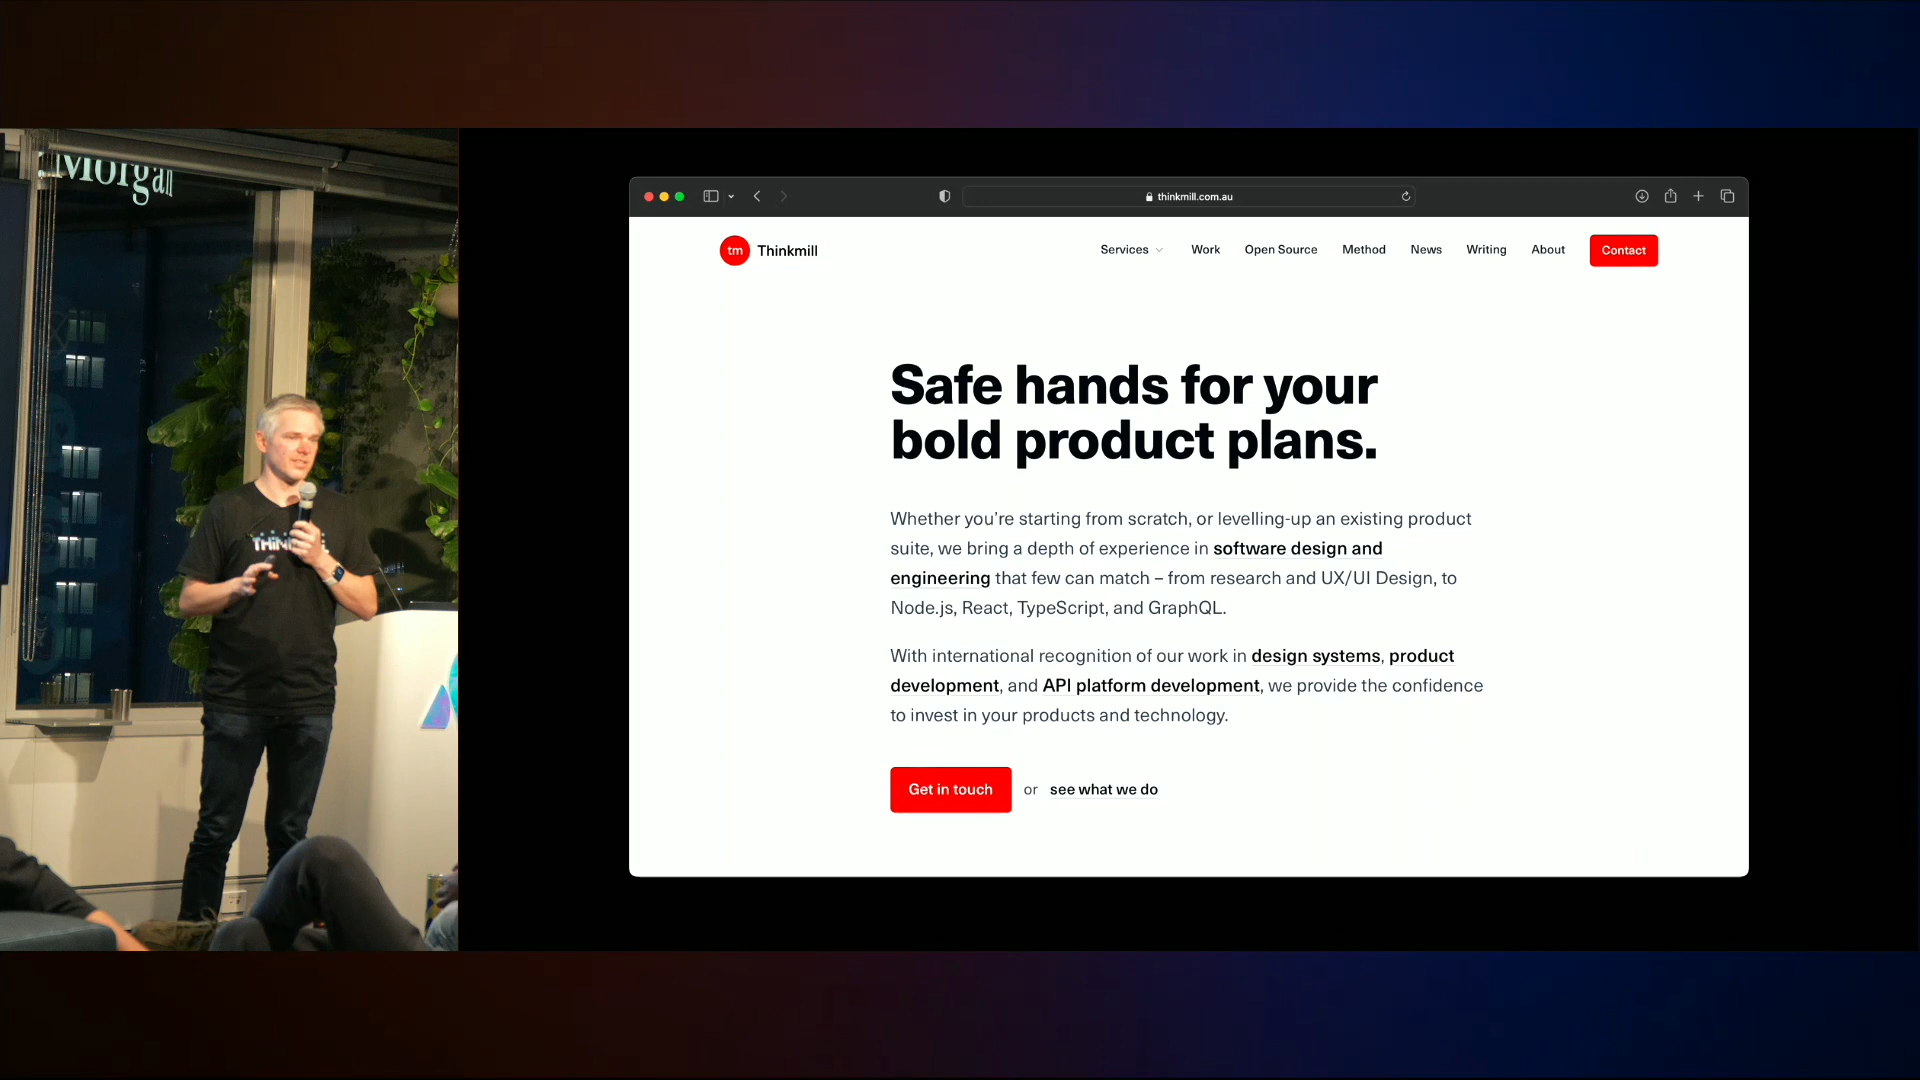 Morgan
thinkmill.com.au
tm Thinkmill
Services Work Open Source Method News Writing About Contact
Safe hands for your
bold product plans.
Whether you’re starting from scratch, or levelling-up an existing product
suite, we bring a depth of experience in software design and
engineering that few can match – from research and UX/UI Design, to
Node.js, React, TypeScript, and GraphQL.
With international recognition of our work in design systems, product
development, and API platform development, we provide the confidence
to invest in your products and technology.
Get in touch or see what we do